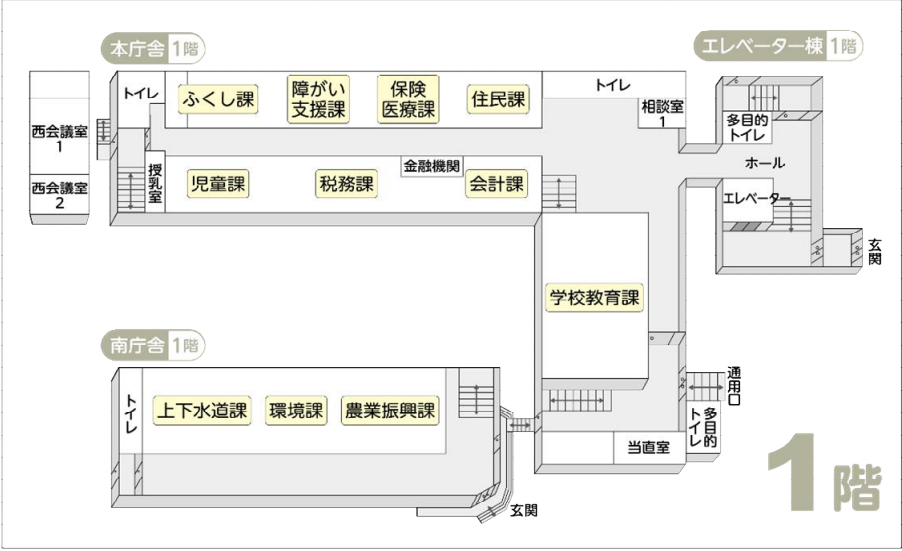 本庁舎 1階
エレベーター棟 1階
トイレ
ふくし課
障がい
支援課
保険
医療課
住民課
トイレ
相談室
1
多目的
トイレ
西会議室
1
西会議室
2
授乳室
児童課
税務課
金融機関
会計課
ホール
エレベーター
玄関
学校教育課
南庁舎 1階
トイレ
上下水道課
環境課
農業振興課
通用口
多目的
トイレ
当直室
玄関
1階